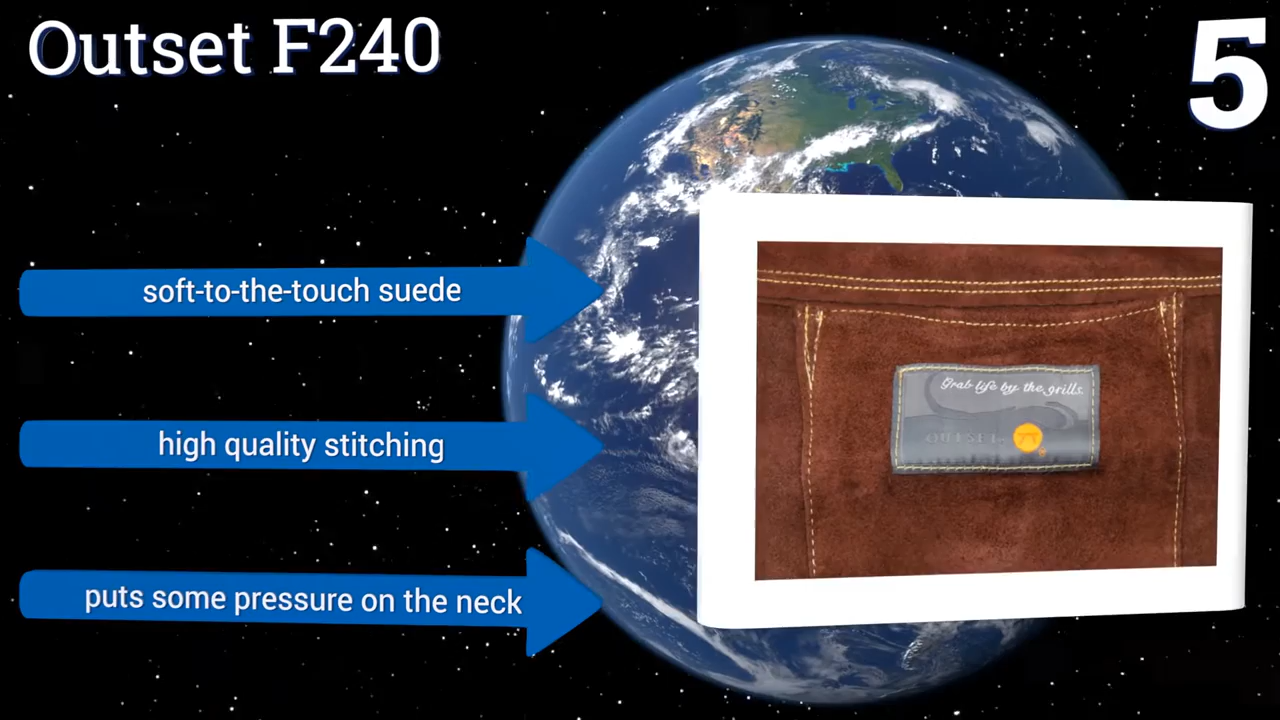 Outset F240
5
soft-to-the-touch suede
high quality stitching
puts some pressure on the neck
Grab life by the grills.
OUTSET